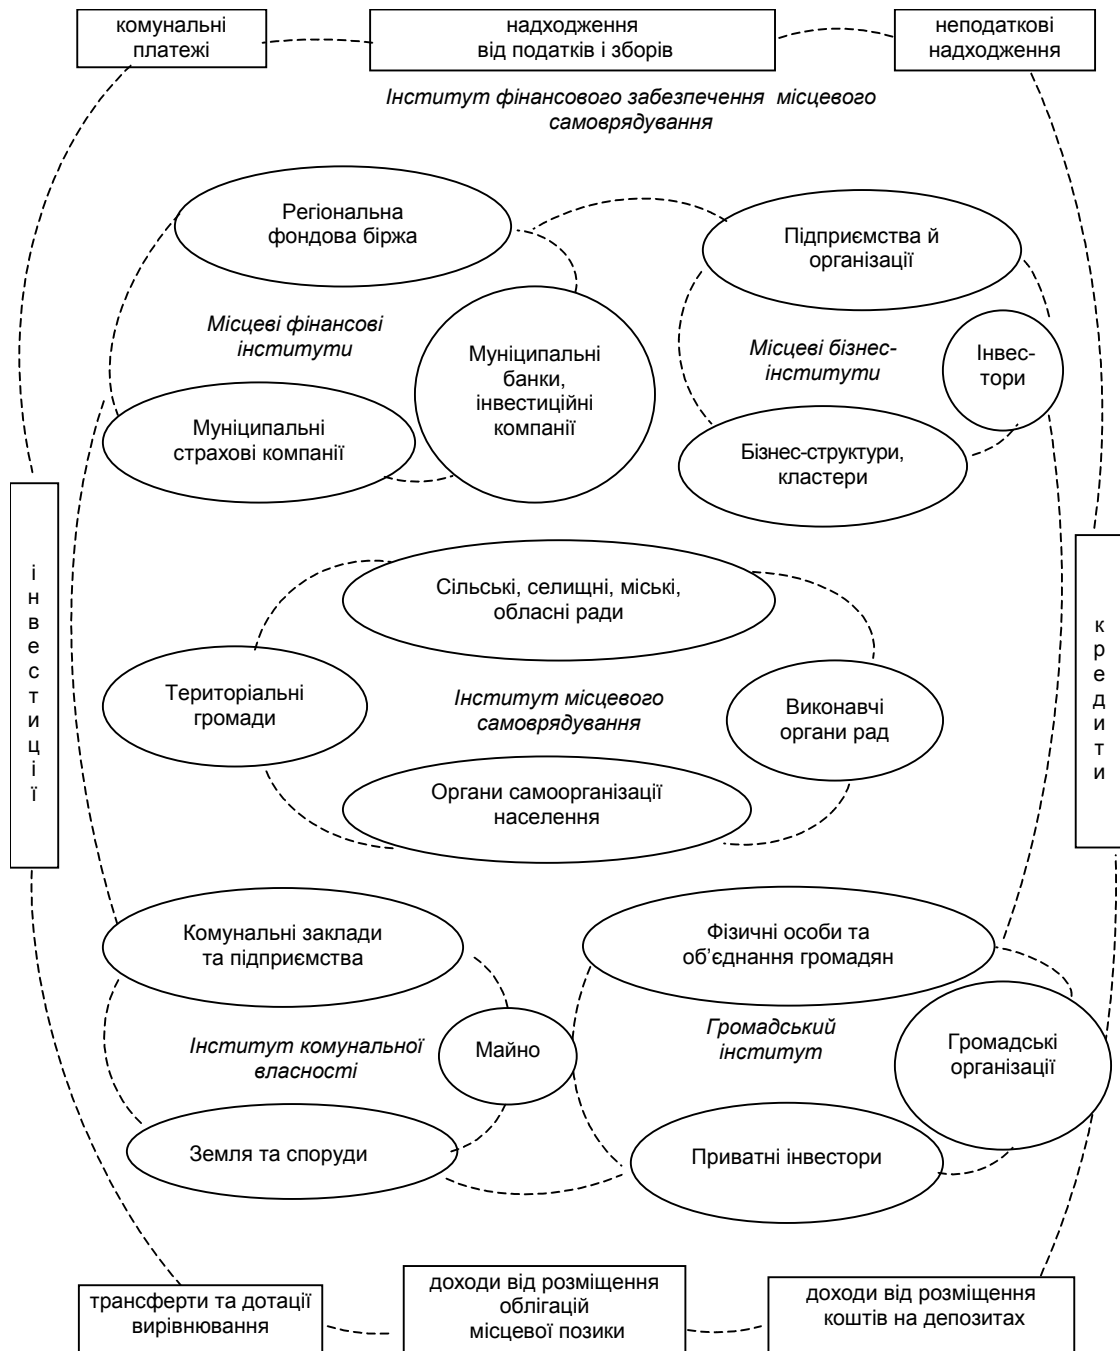 комунальні
платежі
надходження
від податків і зборів
неподаткові
надходження
Інститут фінансового забезпечення місцевого
самоврядування
Регіональна
фондова біржа
Підприємства й
організації
Місцеві фінансові
інститути
Муніципальні
банки,
інвестиційні
компанії
Місцеві бізнес-
інститути
Інвес-
тори
Муніципальні
страхові компанії
Бізнес-структури,
кластери
інвестиції
Сільські, селищні, міські,
обласні ради
кредити
Територіальні
громади
Інститут місцевого
самоврядування
Виконавчі
органи рад
Органи самоорганізації
населення
Комунальні заклади
та підприємства
Фізичні особи та
об’єднання громадян
Інститут комунальної
власності
Майно
Громадський
інститут
Громадські
організації
Земля та споруди
Приватні інвестори
трансферти та дотації
вирівнювання
доходи від розміщення
облігацій
місцевої позики
доходи від розміщення
коштів на депозитах